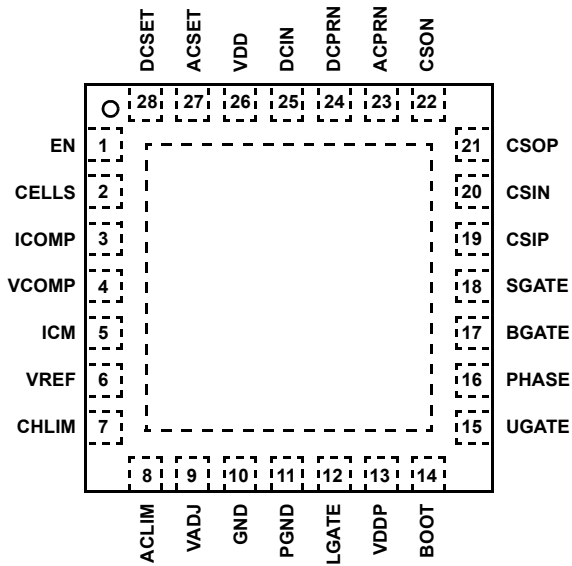 DCSET ACSET VDD DCIN DCPRN ACPRN CSON
28 27 26 25 24 23 22
EN 1 21 CSOP
CELLS 2 20 CSIN
ICOMP 3 19 CSIP
VCOMP 4 18 SGATE
ICM 5 17 BGATE
VREF 6 16 PHASE
CHLIM 7 15 UGATE
8 9 10 11 12 13 14
ACLIM VADJ GND PGND LGATE VDDP BOOT